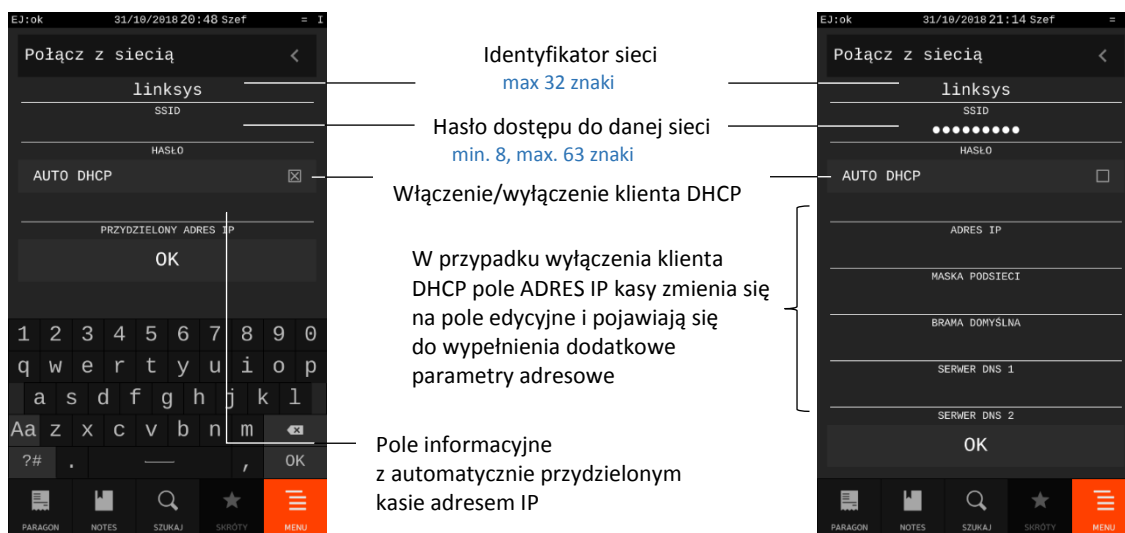 EJ:ok 31/10/2018 20:48 Szef = I
Połącz z siecią <
linksys
SSID
HASŁO
AUTO DHCP
PRZYDZIELONY ADRES IP
OK
1 2 3 4 5 6 7 8 9 0
q w e r t y u i o p
a s d f g h j k l
Aa z x c v b n m
?# . , OK
PARAGON NOTES SZUKAJ SKRÓTY MENU
Identyfikator sieci
max 32 znaki
Hasło dostępu do danej sieci
min. 8, max. 63 znaki
Włączenie/wyłączenie klienta DHCP
W przypadku wyłączenia klienta
DHCP pole ADRES IP kasy zmienia się
na pole edycyjne i pojawiają się
do wypełnienia dodatkowe
parametry adresowe
Pole informacyjne
z automatycznie przydzielonym
kasie adresem IP
EJ:ok 31/10/2018 21:14 Szef =
Połącz z siecią <
linksys
SSID
●●●●●●●●●
HASŁO
AUTO DHCP
ADRES IP
MASKA PODSIECI
BRAMA DOMYŚLNA
SERWER DNS 1
SERWER DNS 2
OK
PARAGON NOTES SZUKAJ SKRÓTY MENU